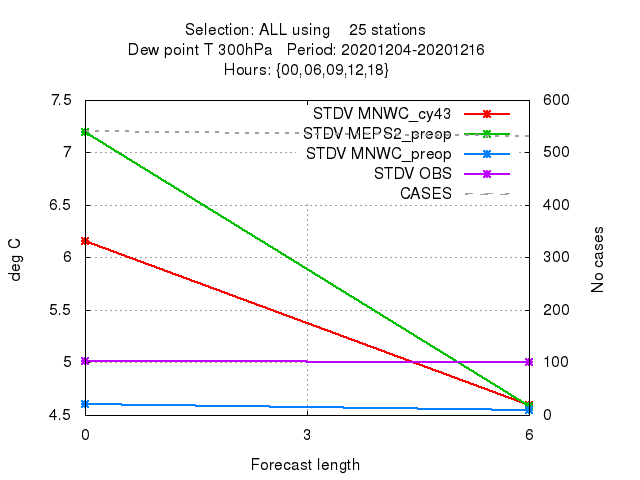 Selection: ALL using 25 stations
Dew point T 300hPa Period: 20201204-20201216
Hours: {00,06,09,12,18}
7.5 600
STDV MNWC_cy43
STDV MEPS2_preop
7 500
STDV MNWC_preop
STDV OBS
CASES
6.5 400
6 300
deg C
No cases
5.5 200
5 100
4.5 0
0 3 6
Forecast length